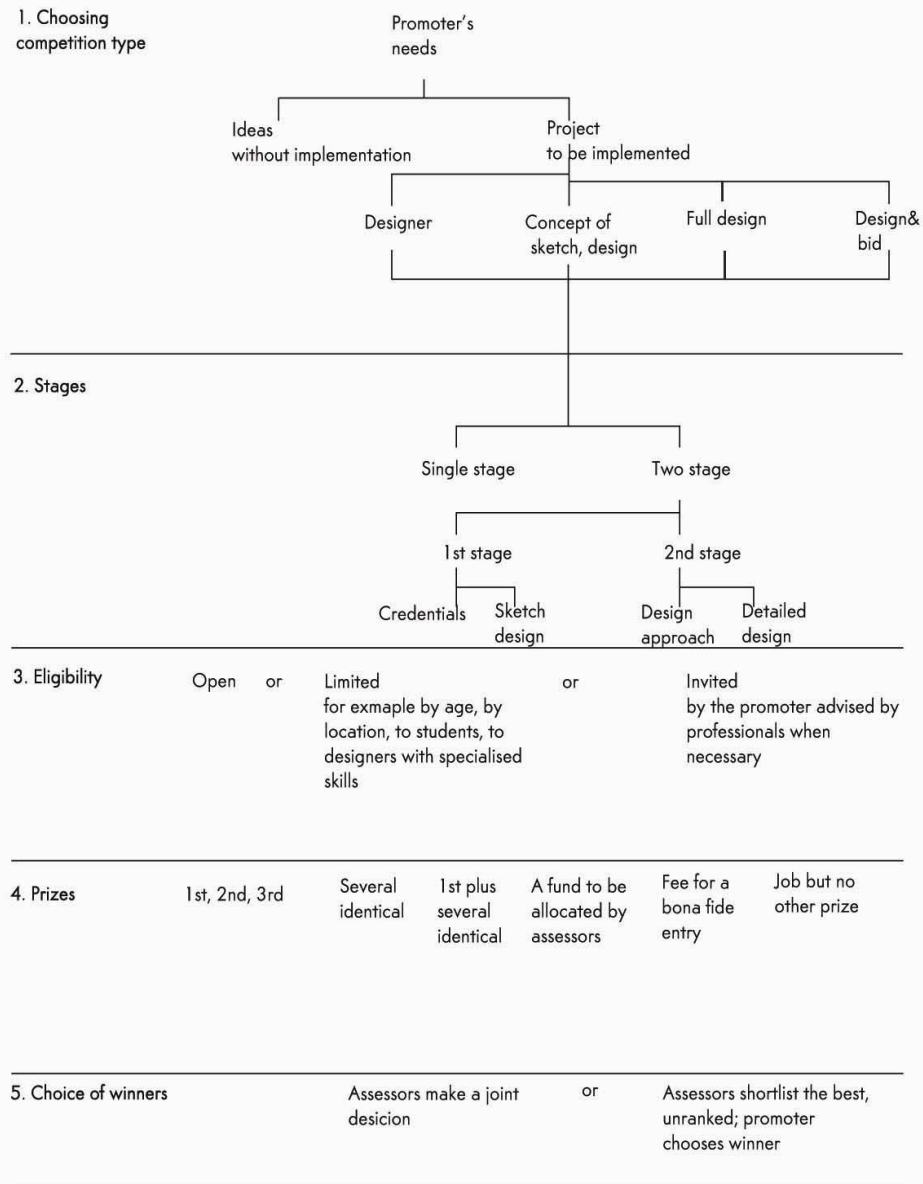 1. Choosing
competition type
Promoter's
needs
Ideas
without implementation
Project
to be implemented
Designer
Concept of
sketch, design
Full design
Design&
bid
2. Stages
Single stage
Two stage
1st stage
2nd stage
Credentials
Sketch
design
Design
approach
Detailed
design
3. Eligibility
Open
or
Limited
for exmaple by age, by
location, to students, to
designers with specialised
skills
or
Invited
by the promoter advised by
professionals when
necessary
4. Prizes
1st, 2nd, 3rd
Several
identical
1st plus
several
identical
A fund to be
allocated by
assessors
Fee for a
bona fide
entry
Job but no
other prize
5. Choice of winners
Assessors make a joint
desicion
or
Assessors shortlist the best,
unranked; promoter
chooses winner